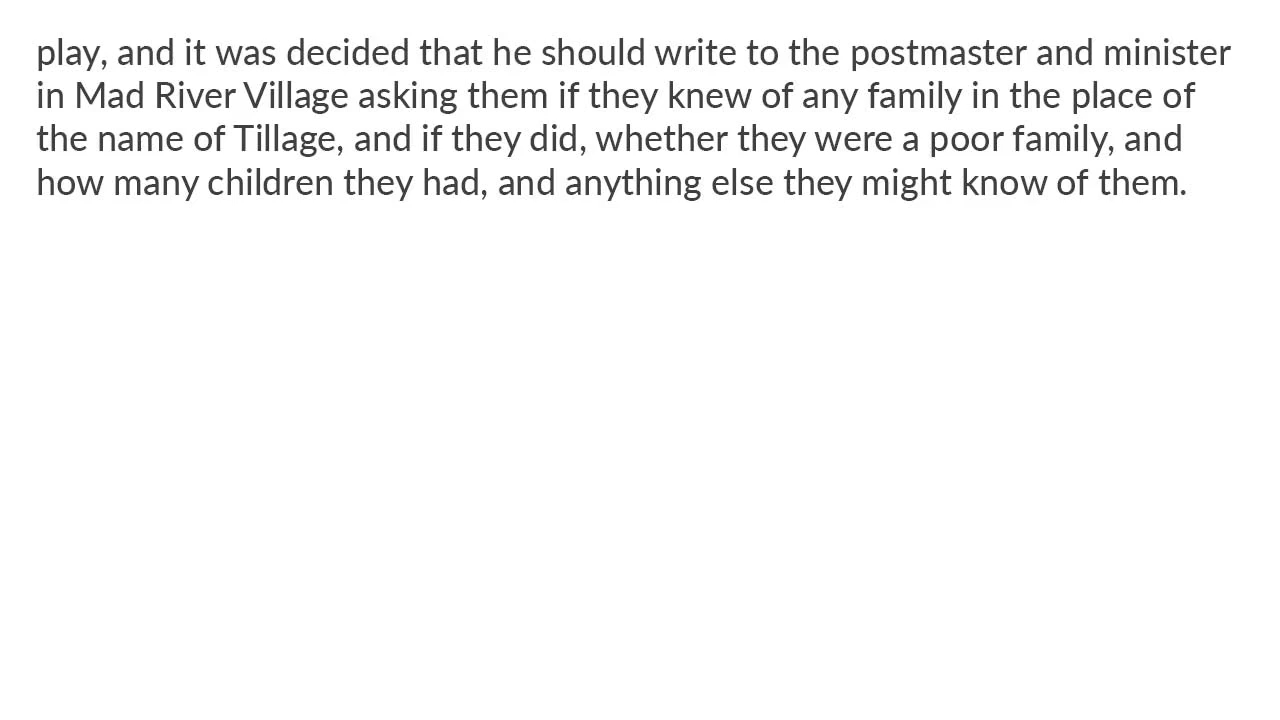 play, and it was decided that he should write to the postmaster and minister
in Mad River Village asking them if they knew of any family in the place of
the name of Tillage, and if they did, whether they were a poor family, and
how many children they had, and anything else they might know of them.